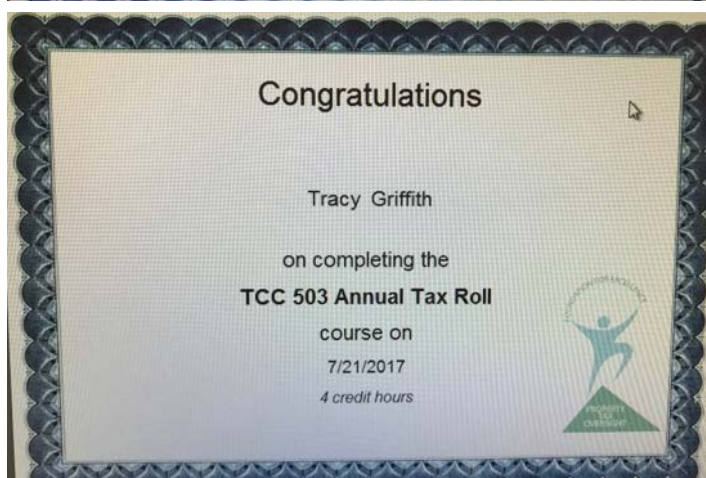 Congratulations
Tracy Griffith
on completing the
TCC 503 Annual Tax Roll
course on
7/21/2017
4 credit hours
PROPERTY
TAX
OVERSIGHT